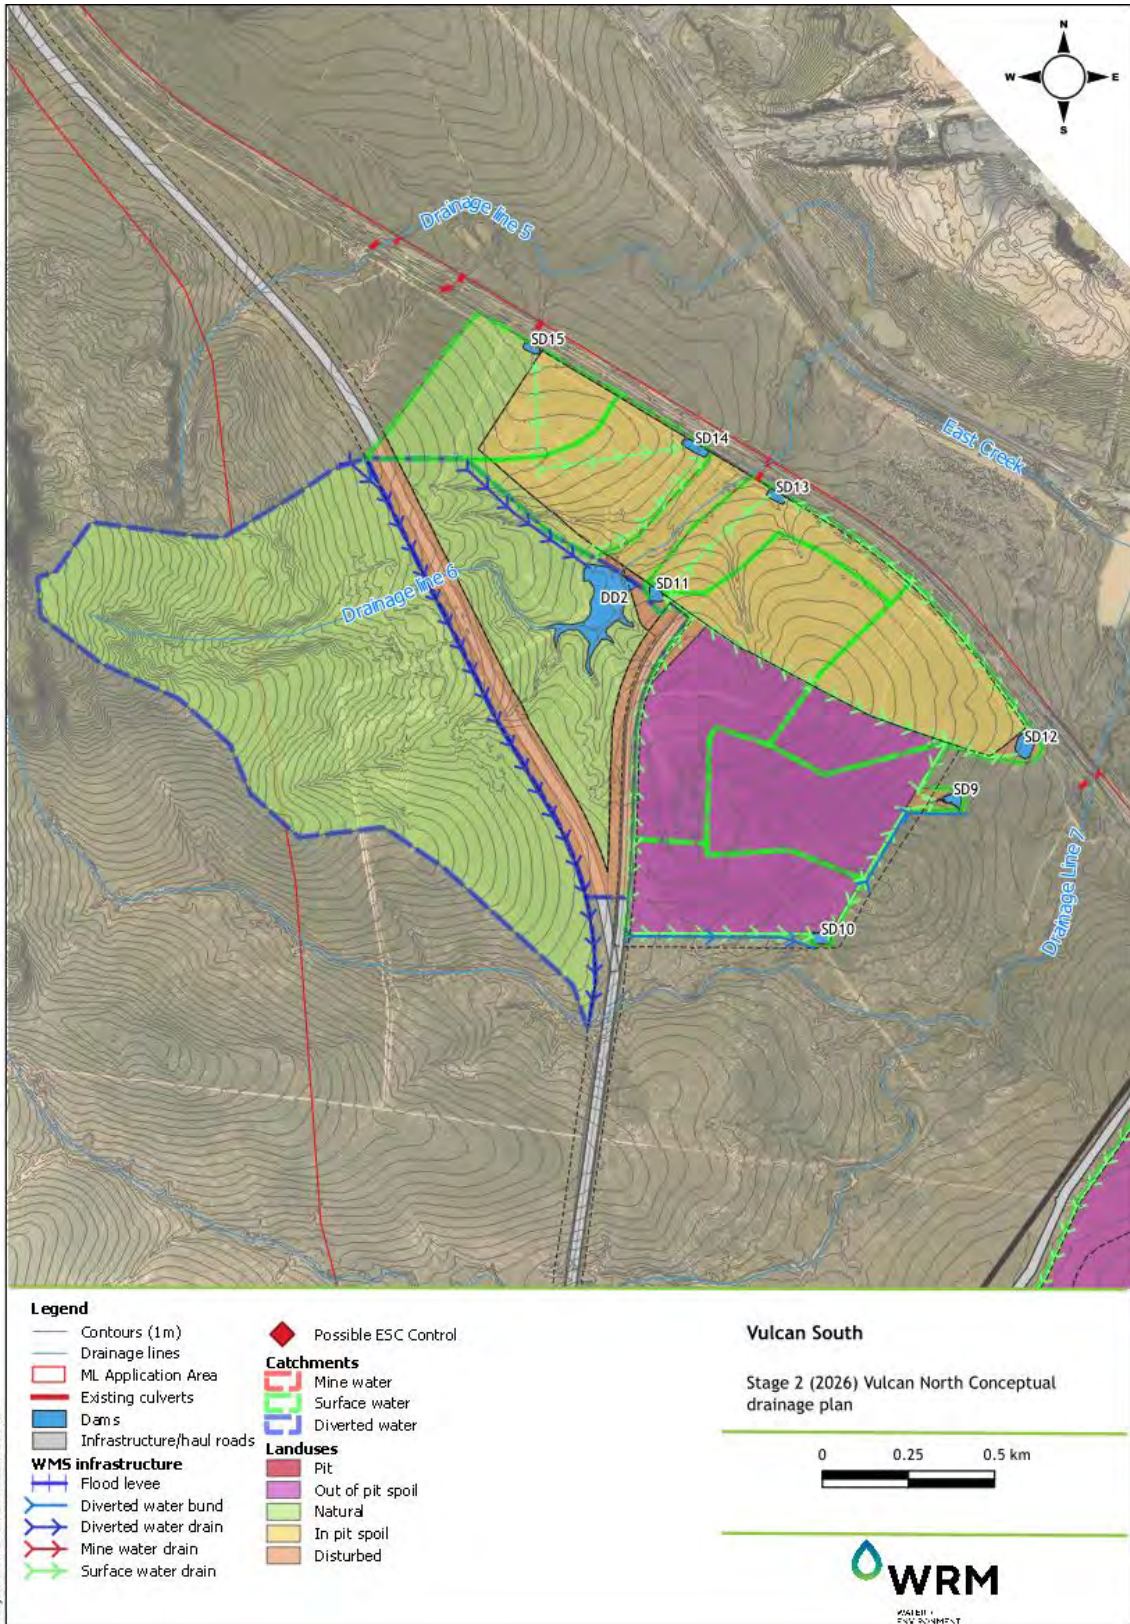 N
W
E
S
Drainage line 5
SD15
East Creek
SD14
SD13
Drainage line 6
SD11
DD2
SD12
SD9
Drainage Line 7
SD10
Legend
Contours (1m)
Drainage lines
ML Application Area
Existing culverts
Dams
Infrastructure/haul roads
WMS infrastructure
Flood levee
Diverted water bund
Diverted water drain
Mine water drain
Surface water drain
Possible ESC Control
Catchments
Mine water
Surface water
Diverted water
Landuses
Pit
Out of pit spoil
Natural
In pit spoil
Disturbed
Vulcan South
Stage 2 (2026) Vulcan North Conceptual
drainage plan
0 0.25 0.5 km
WRM
WATER +
ENVIRONMENT